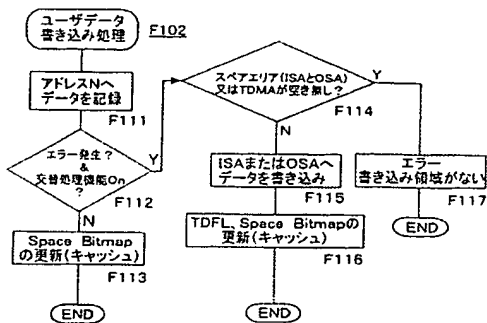 ユーザデータ
書き込み処理
F102
アドレスNへ
データを記録
F111
エラー発生?
&
交替処理機能On
?
Y
F112
N
Space Bitmap
の更新(キャッシュ)
F113
END
スペアエリア(ISAとOSA)
又はTDMAが空き無し?
Y
F114
N
ISAまたはOSAへ
データを書き込み
F115
TDFL、Space Bitmapの
更新(キャッシュ)
F116
END
エラー
書き込み領域がない
F117
END